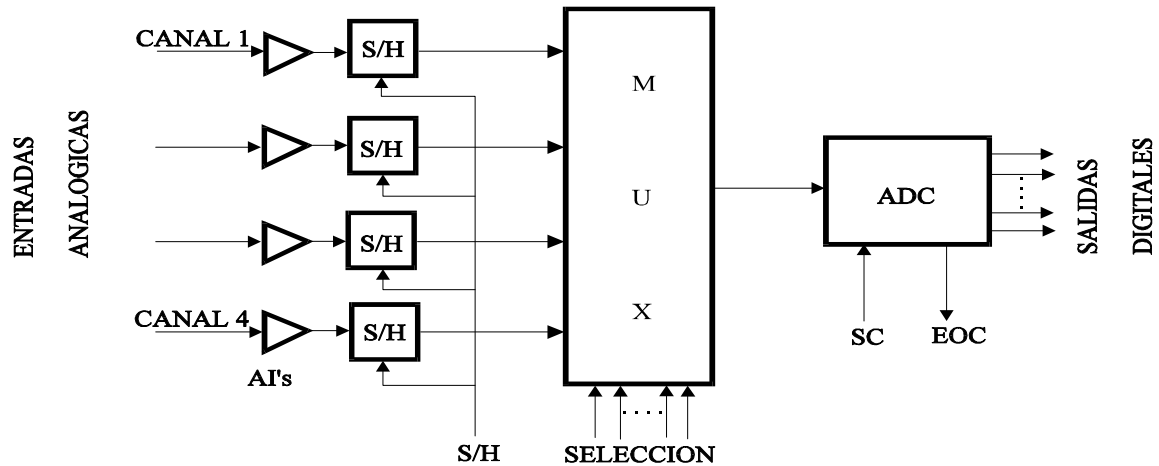 ENTRADAS
ANALOGICAS
CANAL 1
S/H
S/H
S/H
CANAL 4
S/H
AI's
S/H
M
U
X
SELECCION
ADC
SC
EOC
SALIDAS
DIGITALES